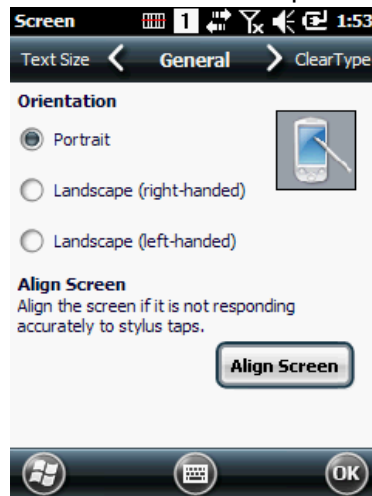 Screen 1 1:53
Text Size General ClearType
Orientation
Portrait
Landscape (right-handed)
Landscape (left-handed)
Align Screen
Align the screen if it is not responding
accurately to stylus taps.
Align Screen
OK